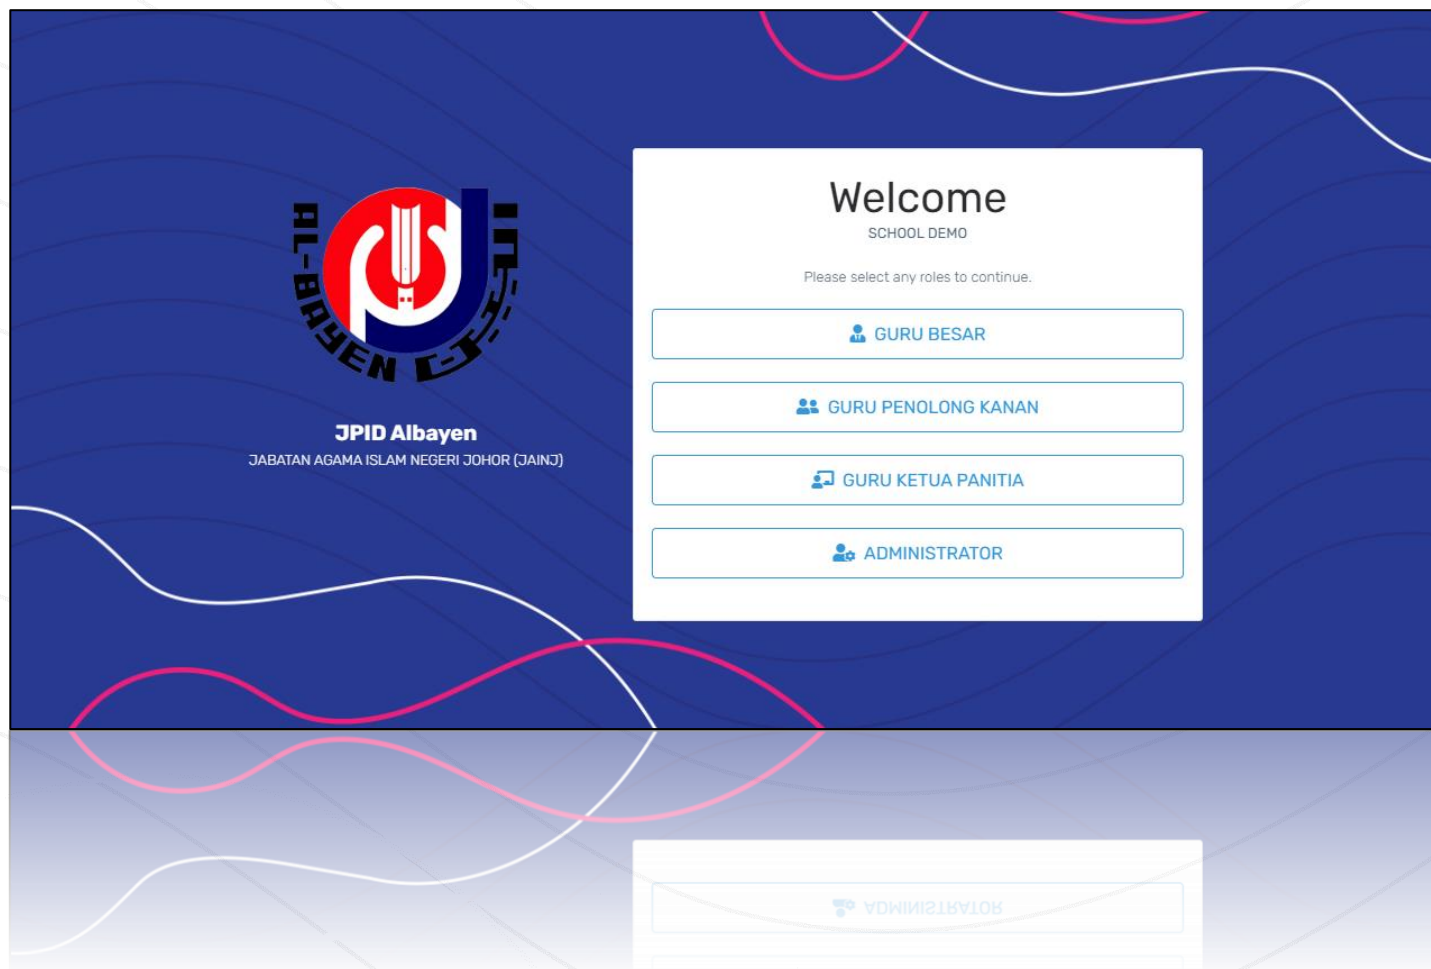 AL-BAYEN
JPID Albayen
JABATAN AGAMA ISLAM NEGERI JOHOR (JAINJ)
Welcome
SCHOOL DEMO
Please select any roles to continue.
GURU BESAR
GURU PENOLONG KANAN
GURU KETUA PANITIA
ADMINISTRATOR
ADMINISTRATOR